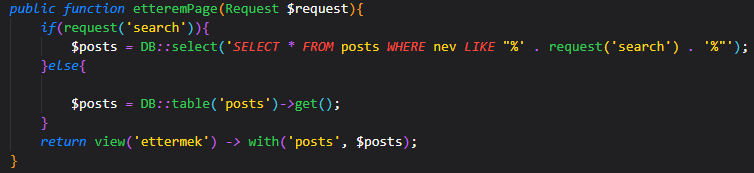 public function etteremPage(Request $request){
if(request('search')){
$posts = DB::select('SELECT * FROM posts WHERE nev LIKE "%' . request('search') . '%"');
}else{
$posts = DB::table('posts')->get();
}
return view('ettermek') -> with('posts', $posts);
}